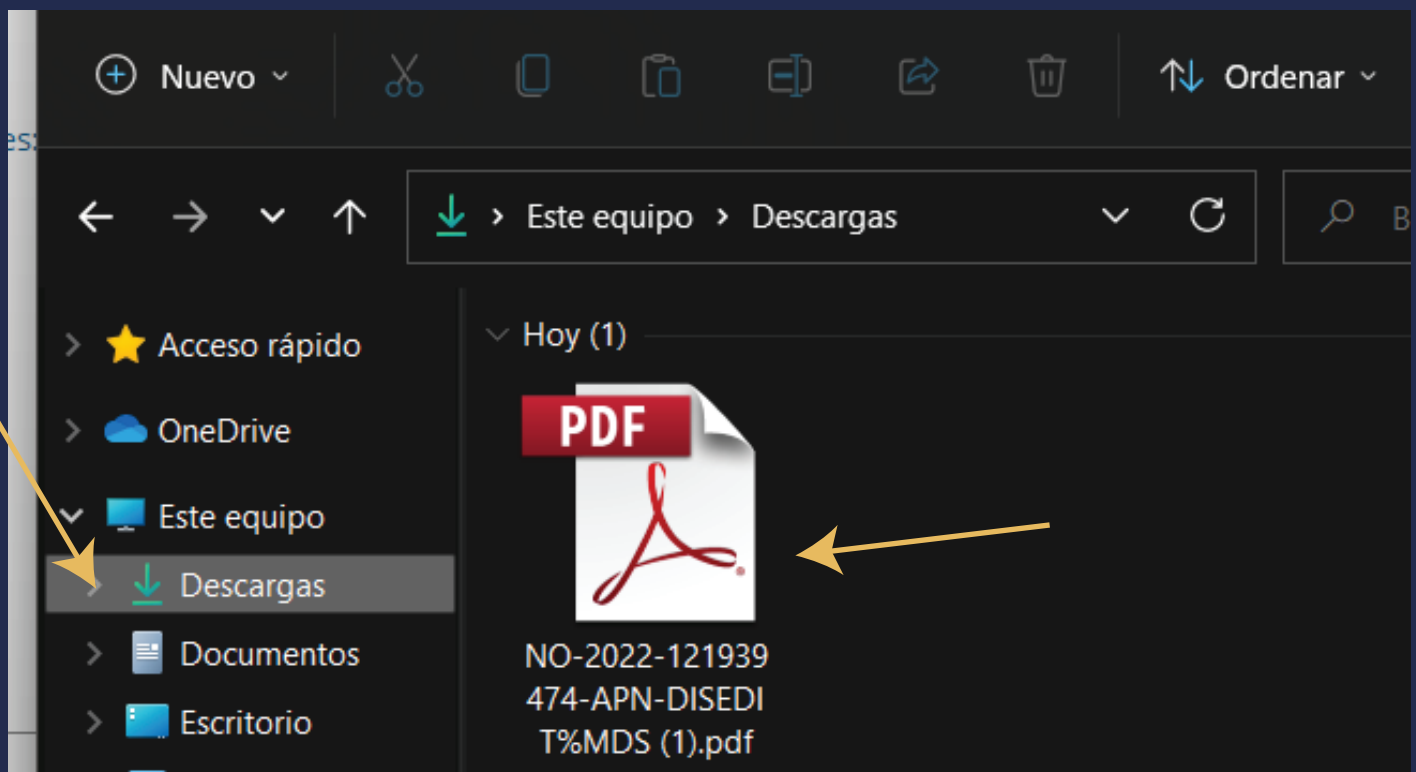 Nuevo
Ordenar
es:
Este equipo > Descargas
B
Acceso rápido
Hoy (1)
PDF
OneDrive
Este equipo
Descargas
Documentos
Escritorio
NO-2022-121939
474-APN-DISEDI
T%MDS (1).pdf